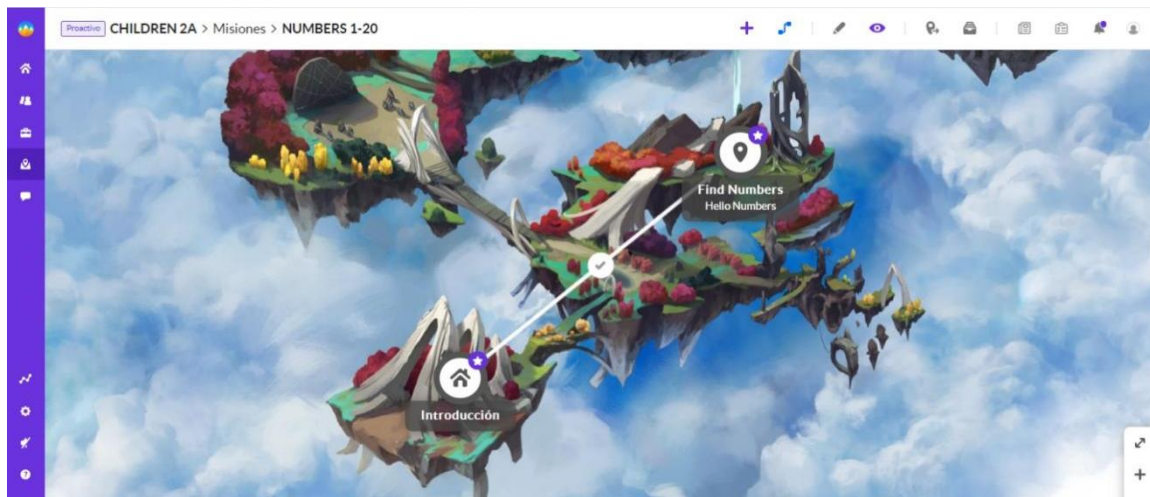 Proactivo CHILDREN 2A > Misiones > NUMBERS 1-20
Find Numbers
Hello Numbers
Introducción